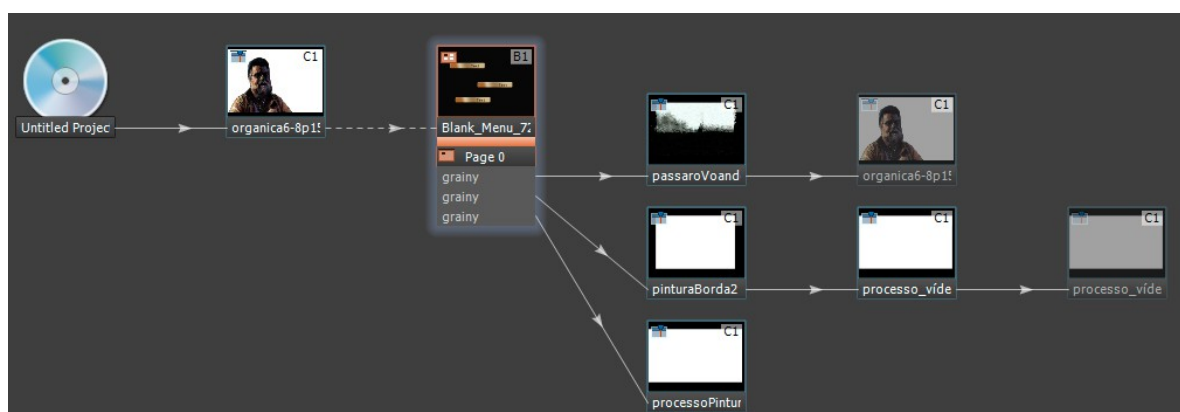 C1
B1
Untitled Projec
organica6-8p1
Blank_Menu_72
Page 0
grainy
grainy
grainy
C1
C1
passaroVoand
organica6-8p1
C1
C1
C1
pinturaBorda2
processo_víde
processo_víde
C1
processoPintur